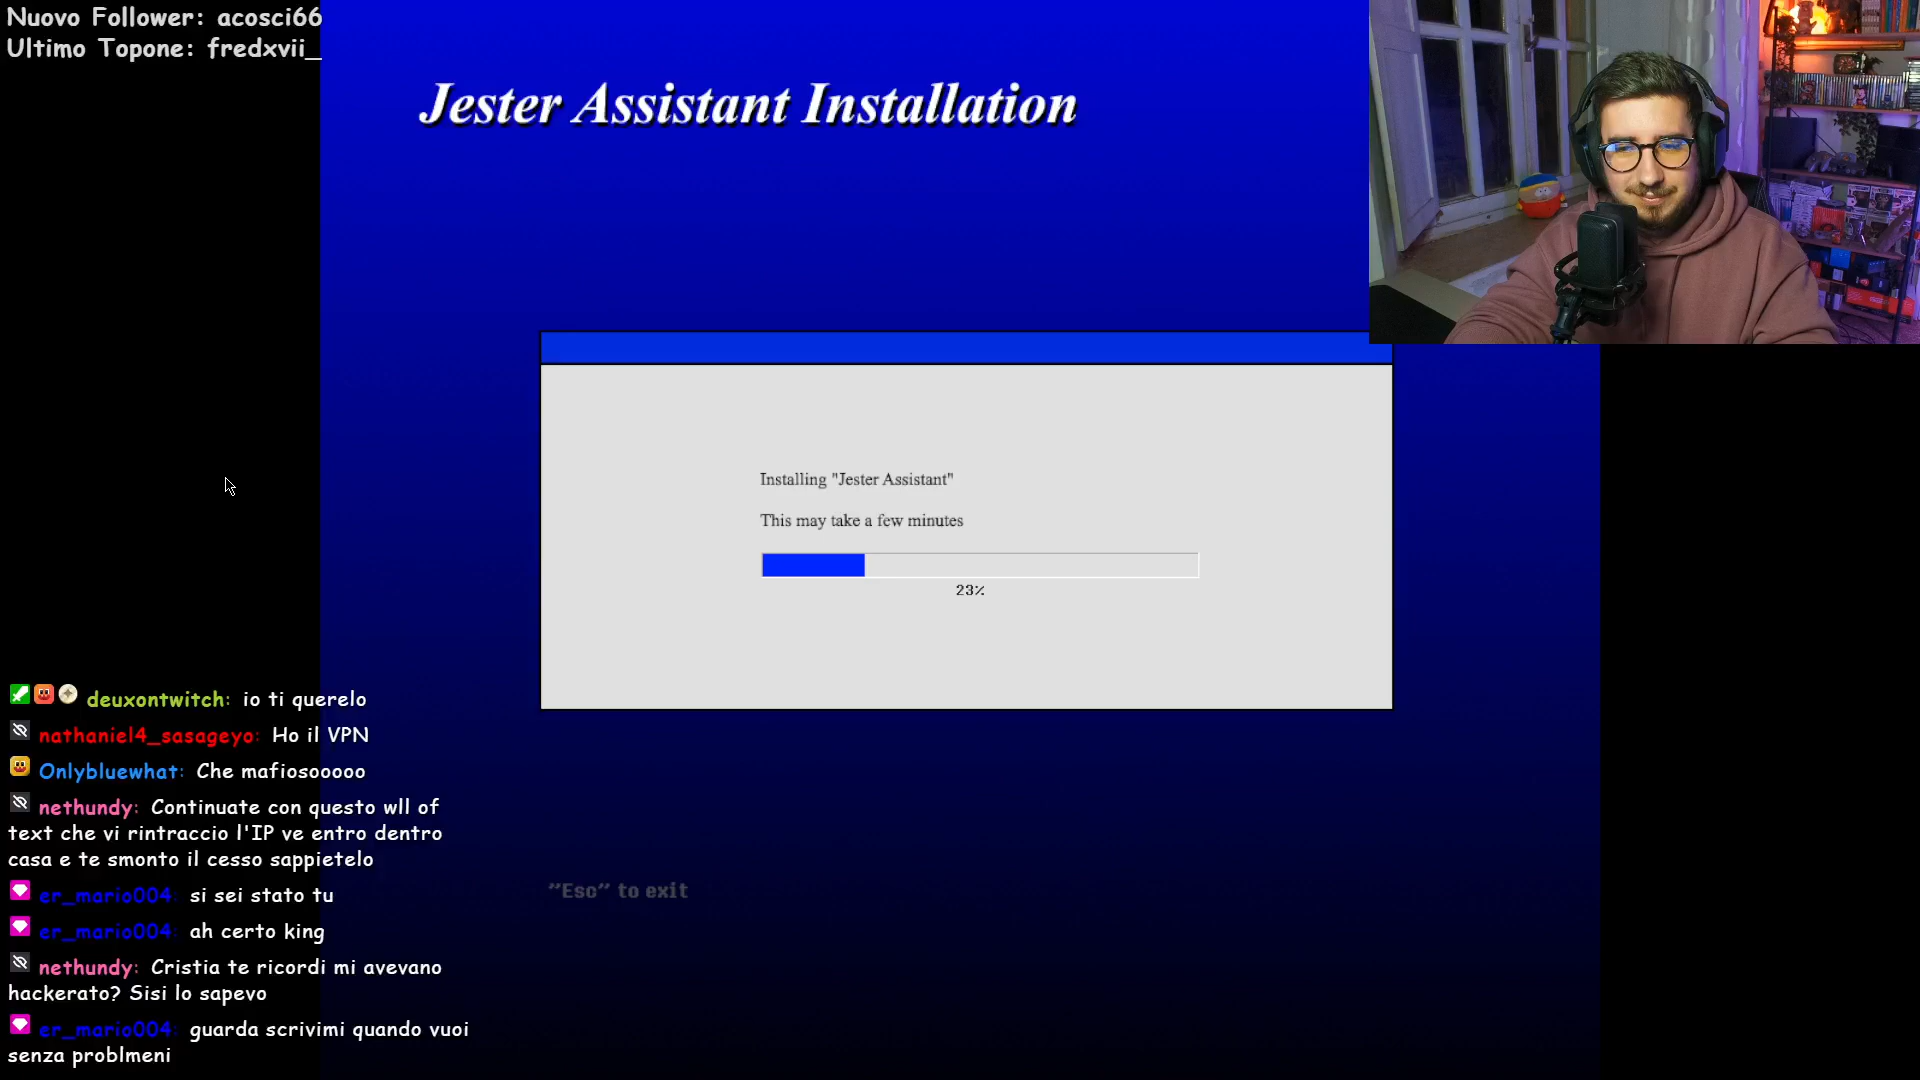 Nuovo Follower: acosci66
Ultimo Topone: fredxvii_
Jester Assistant Installation
Installing "Jester Assistant"
This may take a few minutes
23%
"Esc" to exit
deuxontwitch: io ti querelo
nathaniel4_sasageyo: Ho il VPN
Onlybluewhat: Che mafiosooooo
nethundy: Continuate con questo wll of
text che vi rintraccio l'IP ve entro dentro
casa e te smonto il cesso sappietelo
er_mario004: si sei stato tu
er_mario004: ah certo king
nethundy: Cristia te ricordi mi avevano
hackerato? Sisi lo sapevo
er_mario004: guarda scrivimi quando vuoi
senza problmeni